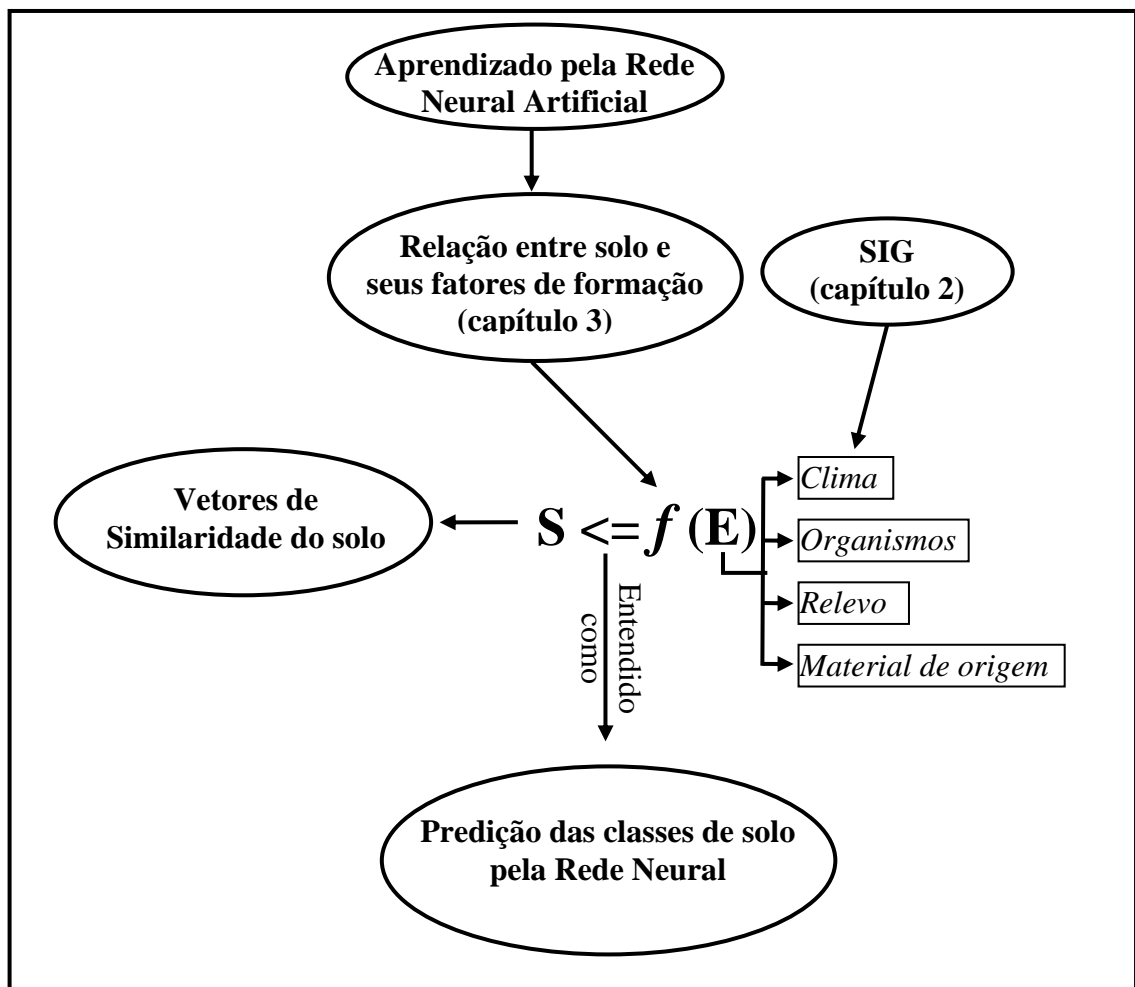 Aprendizado pela Rede
Neural Artificial
Relação entre solo e
seus fatores de formação
(capítulo 3)
SIG
(capítulo 2)
Vetores de
Similaridade do solo
S <= f (E)
Clima
Organismos
Relevo
Material de origem
Entendido
como
Predição das classes de solo
pela Rede Neural